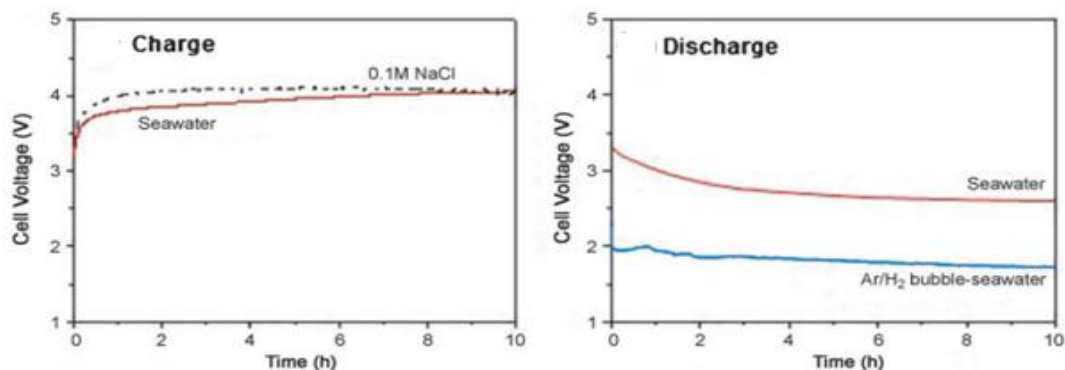 Charge
5
4
3
2
1
Cell Voltage (V)
0.1M NaCl
Seawater
0 2 4 6 8 10
Time (h)
Discharge
5
4
3
2
1
Cell Voltage (V)
Seawater
Ar/H₂ bubble-seawater
0 2 4 6 8 10
Time (h)